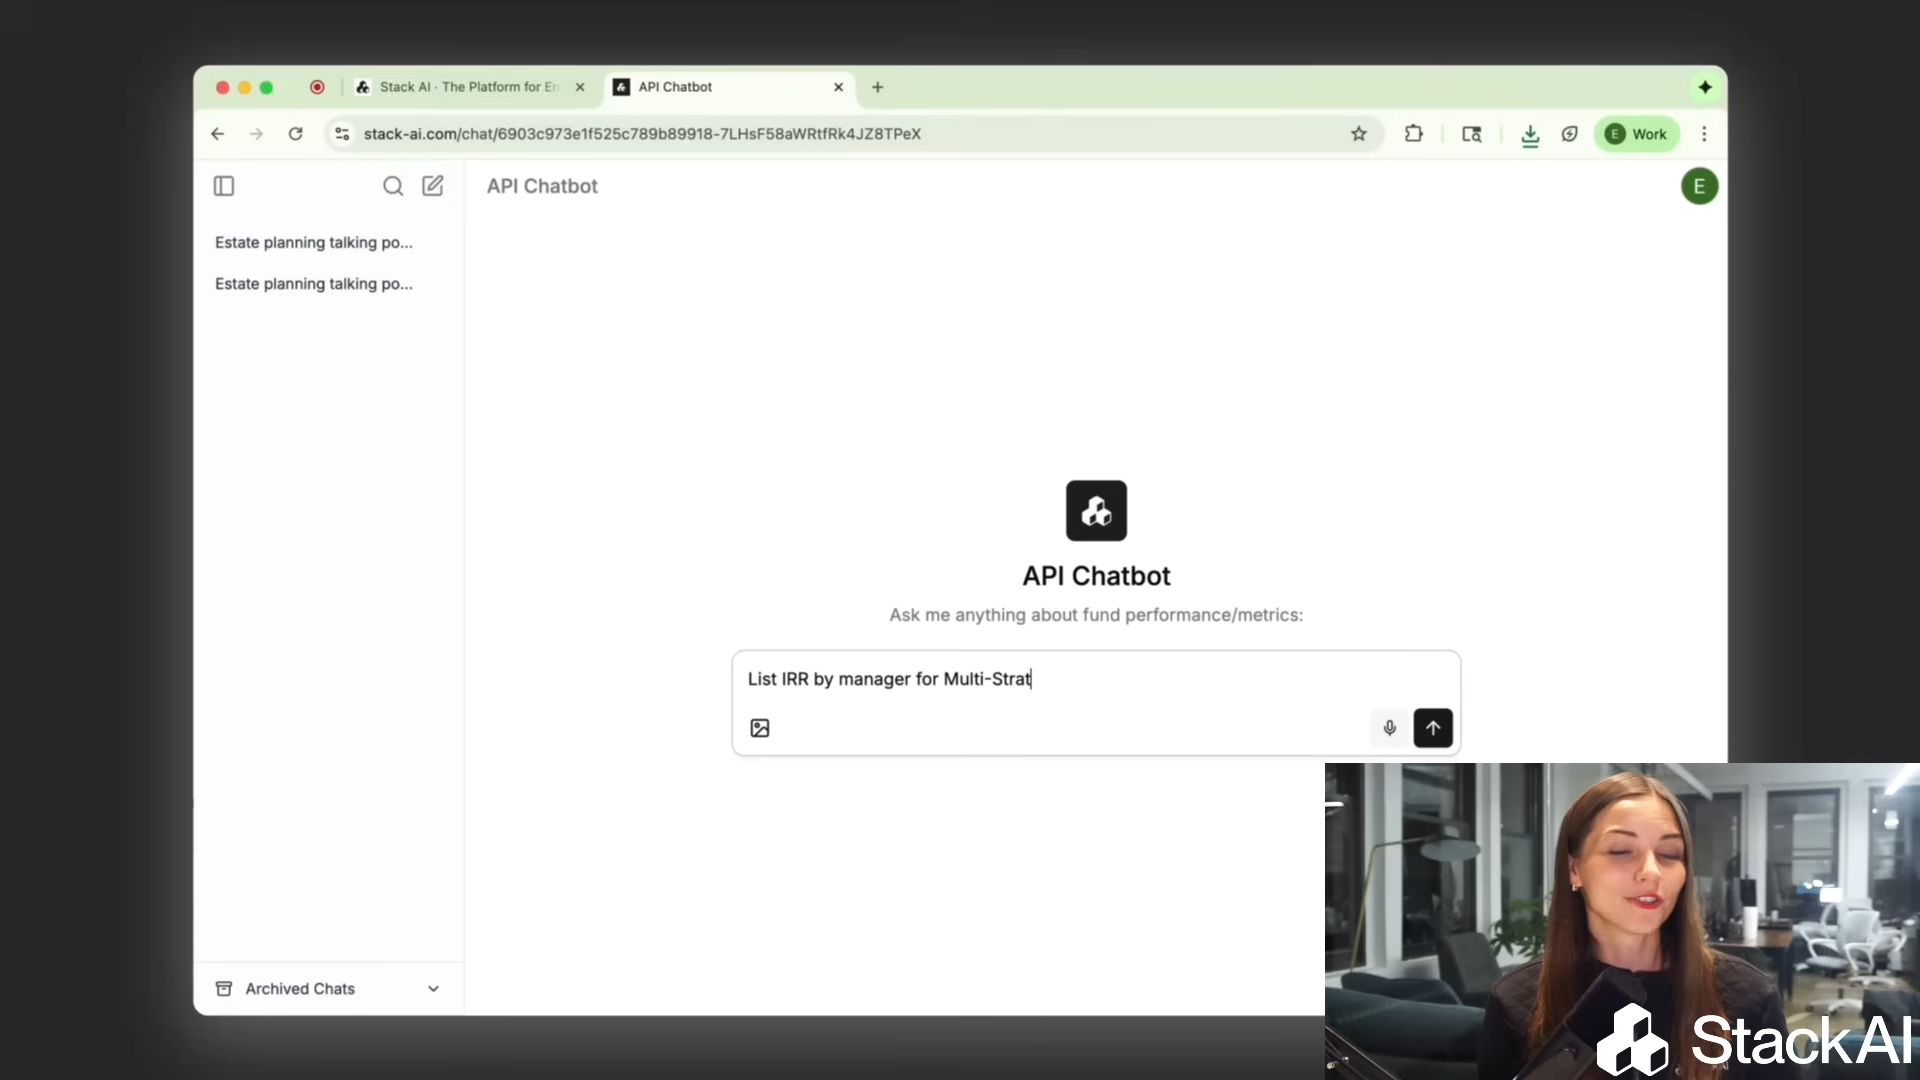 Stack AI · The Platform for En
API Chatbot
stack-ai.com/chat/6903c973e1f525c789b89918-7LHsF58aWRtfRk4JZ8TPeX
E
Work
API Chatbot
E
Estate planning talking po...
Estate planning talking po...
API Chatbot
Ask me anything about fund performance/metrics:
List IRR by manager for Multi-Strat
Archived Chats
StackAI